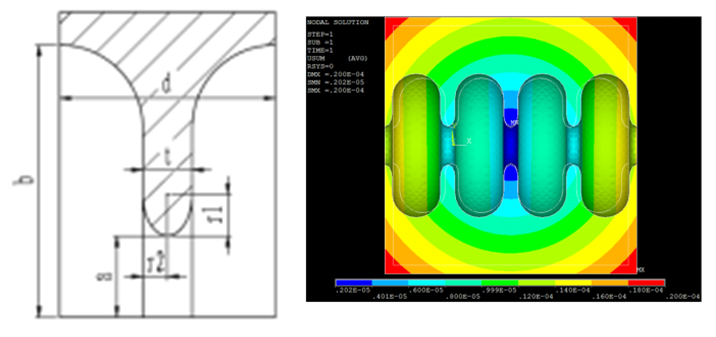 d
t
b
r1
a
r2
NODAL SOLUTION
STEP=1
SUB =1
TIME=1
USUM (AVG)
RSYS=0
DMX =.200E-04
SMN =.202E-05
SMX =.200E-04
MN
X
MX
.202E-05 .600E-05 .999E-05 .140E-04 .180E-04
.401E-05 .800E-05 .120E-04 .160E-04 .200E-04